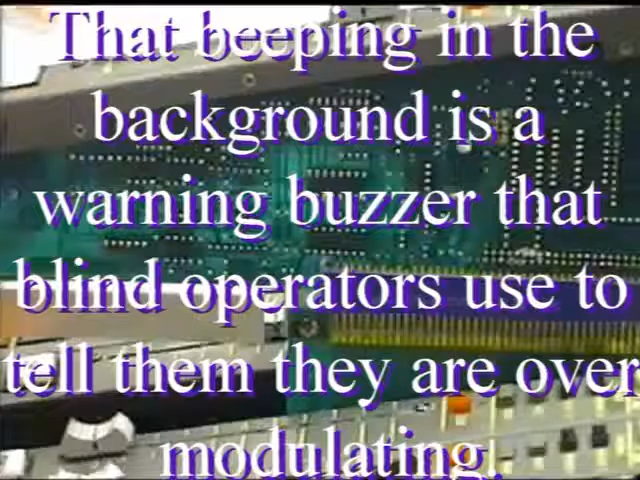 That beeping in the
background is a
warning buzzer that
blind operators use to
tell them they are over
modulating.